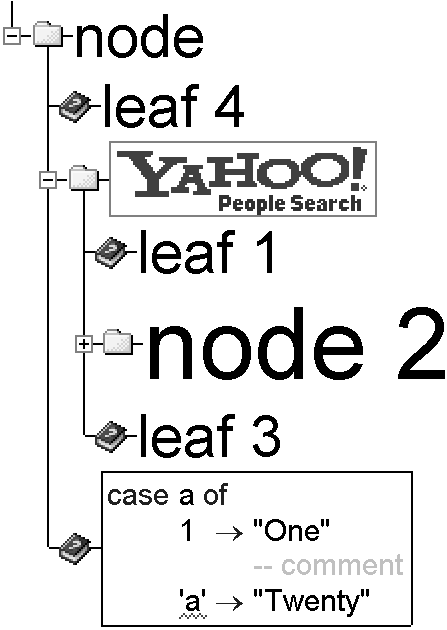 node
leaf 4
YAHOO!
People Search
leaf 1
node 2
leaf 3
case a of
1 → "One"
-- comment
'a' → "Twenty"